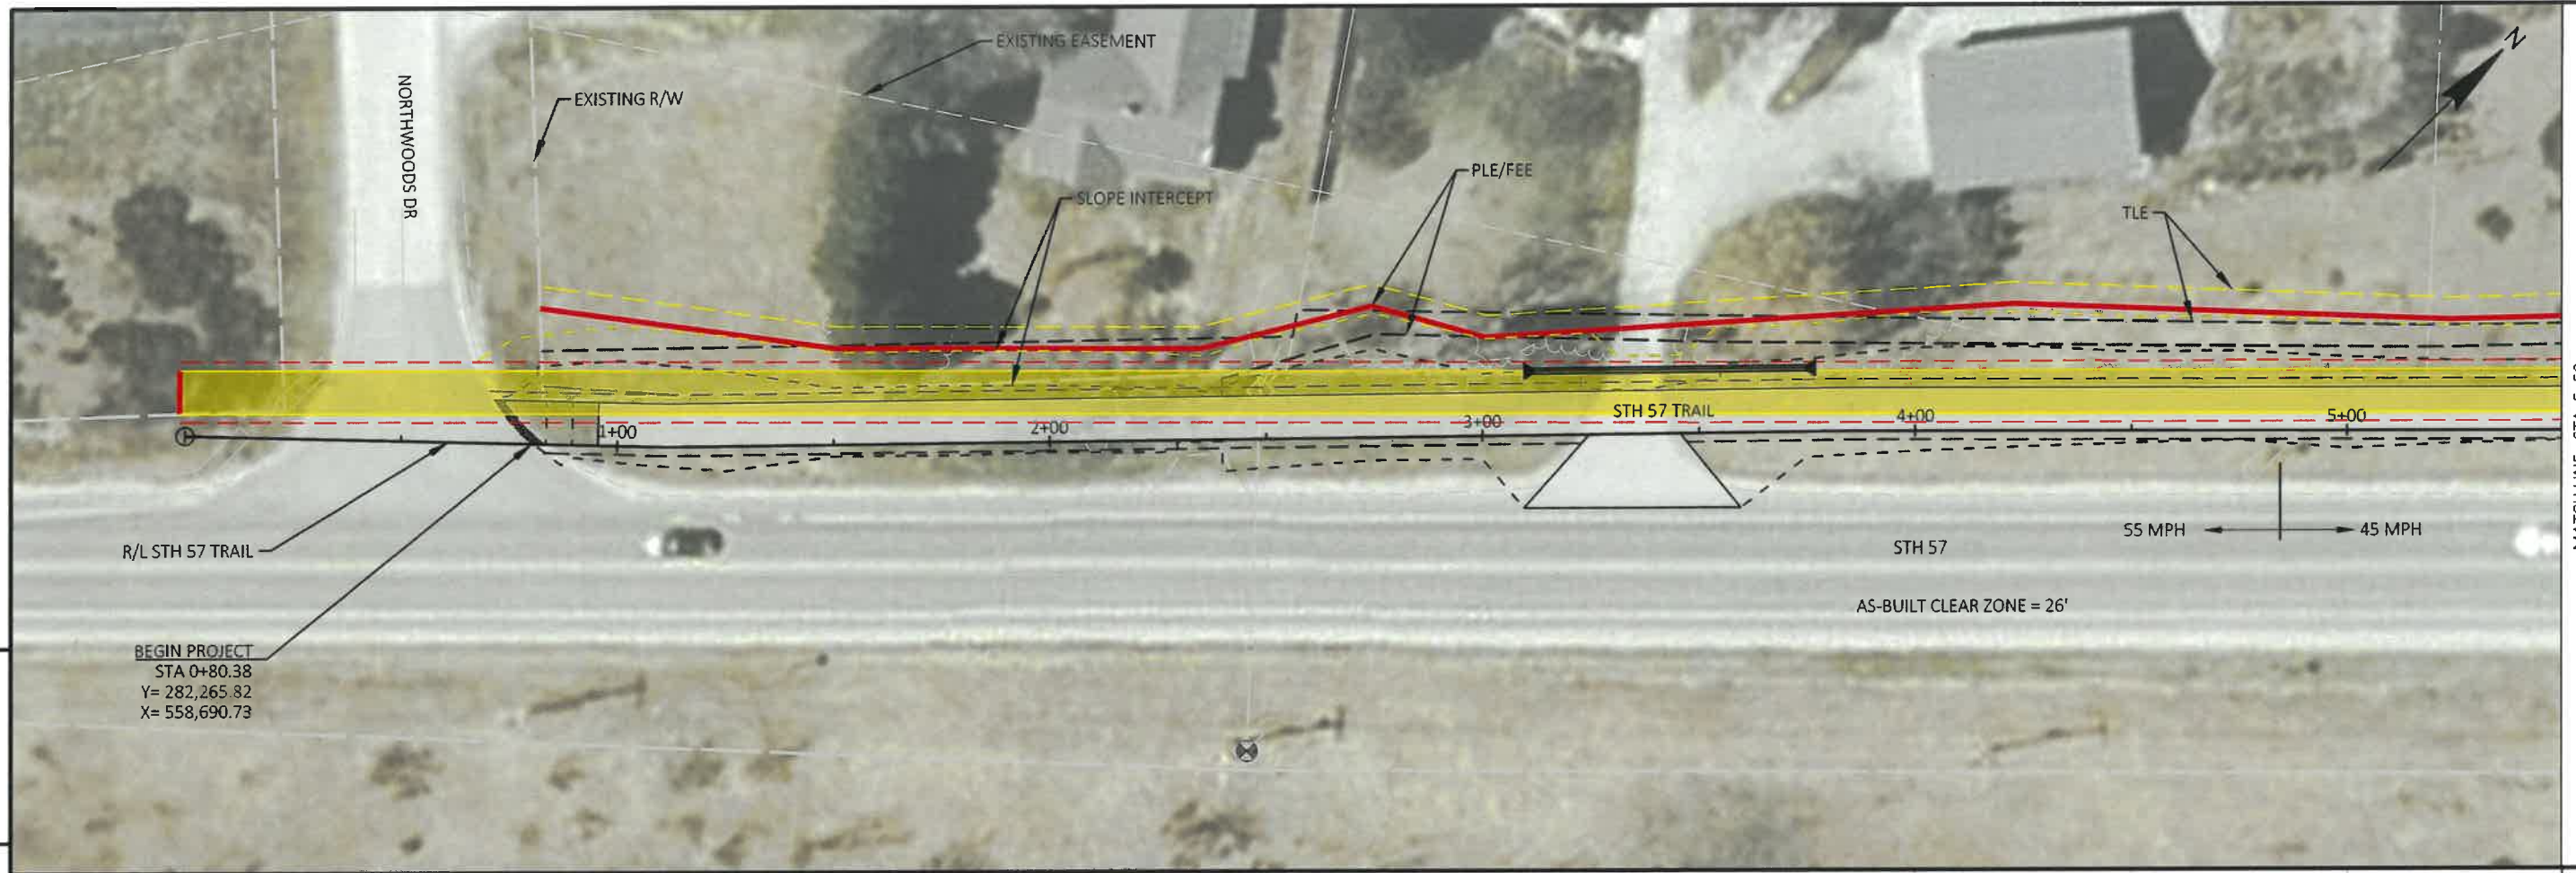 EXISTING EASEMENT
N
NORTHWOODS DR
EXISTING R/W
PLE/FEE
SLOPE INTERCEPT
TLE
STH 57 TRAIL
1+00
2+00
3+00
4+00
5+00
R/L STH 57 TRAIL
55 MPH
45 MPH
STH 57
AS-BUILT CLEAR ZONE = 26'
BEGIN PROJECT
STA 0+80.38
Y= 282,265.82
X= 558,690.73